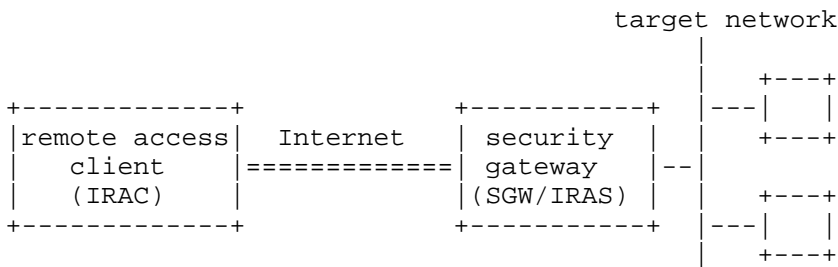 target network
remote access client (IRAC)
Internet
security gateway (SGW/IRAS)